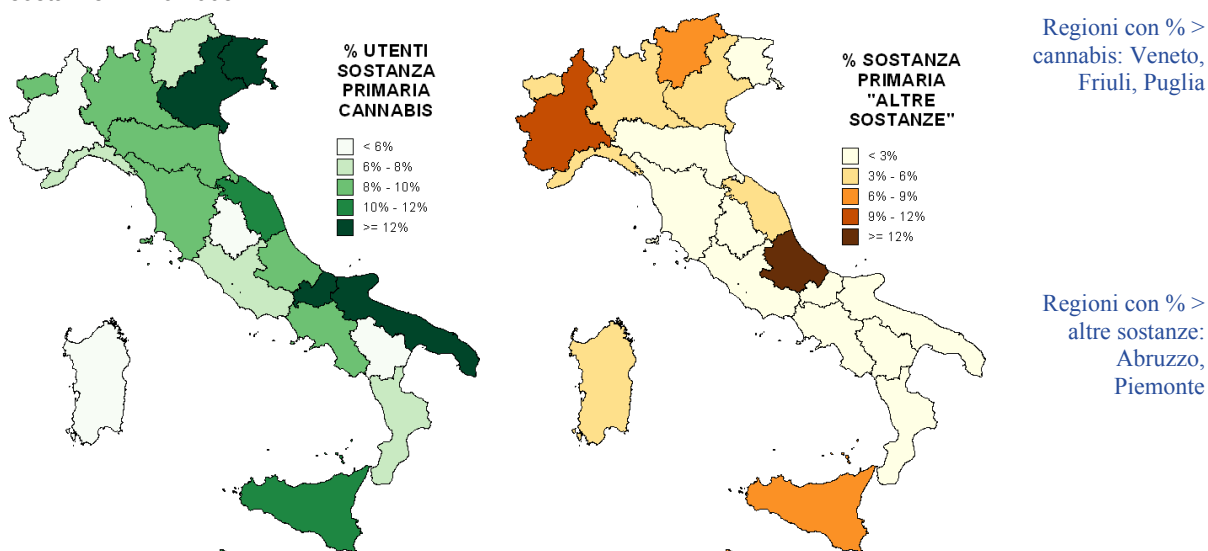 % UTENTI
SOSTANZA
PRIMARIA
CANNABIS
< 6%
6% - 8%
8% - 10%
10% - 12%
>= 12%
% SOSTANZA
PRIMARIA
"ALTRE
SOSTANZE"
< 3%
3% - 6%
6% - 9%
9% - 12%
>= 12%
Regioni con % >
cannabis: Veneto,
Friuli, Puglia
Regioni con % >
altre sostanze:
Abruzzo,
Piemonte